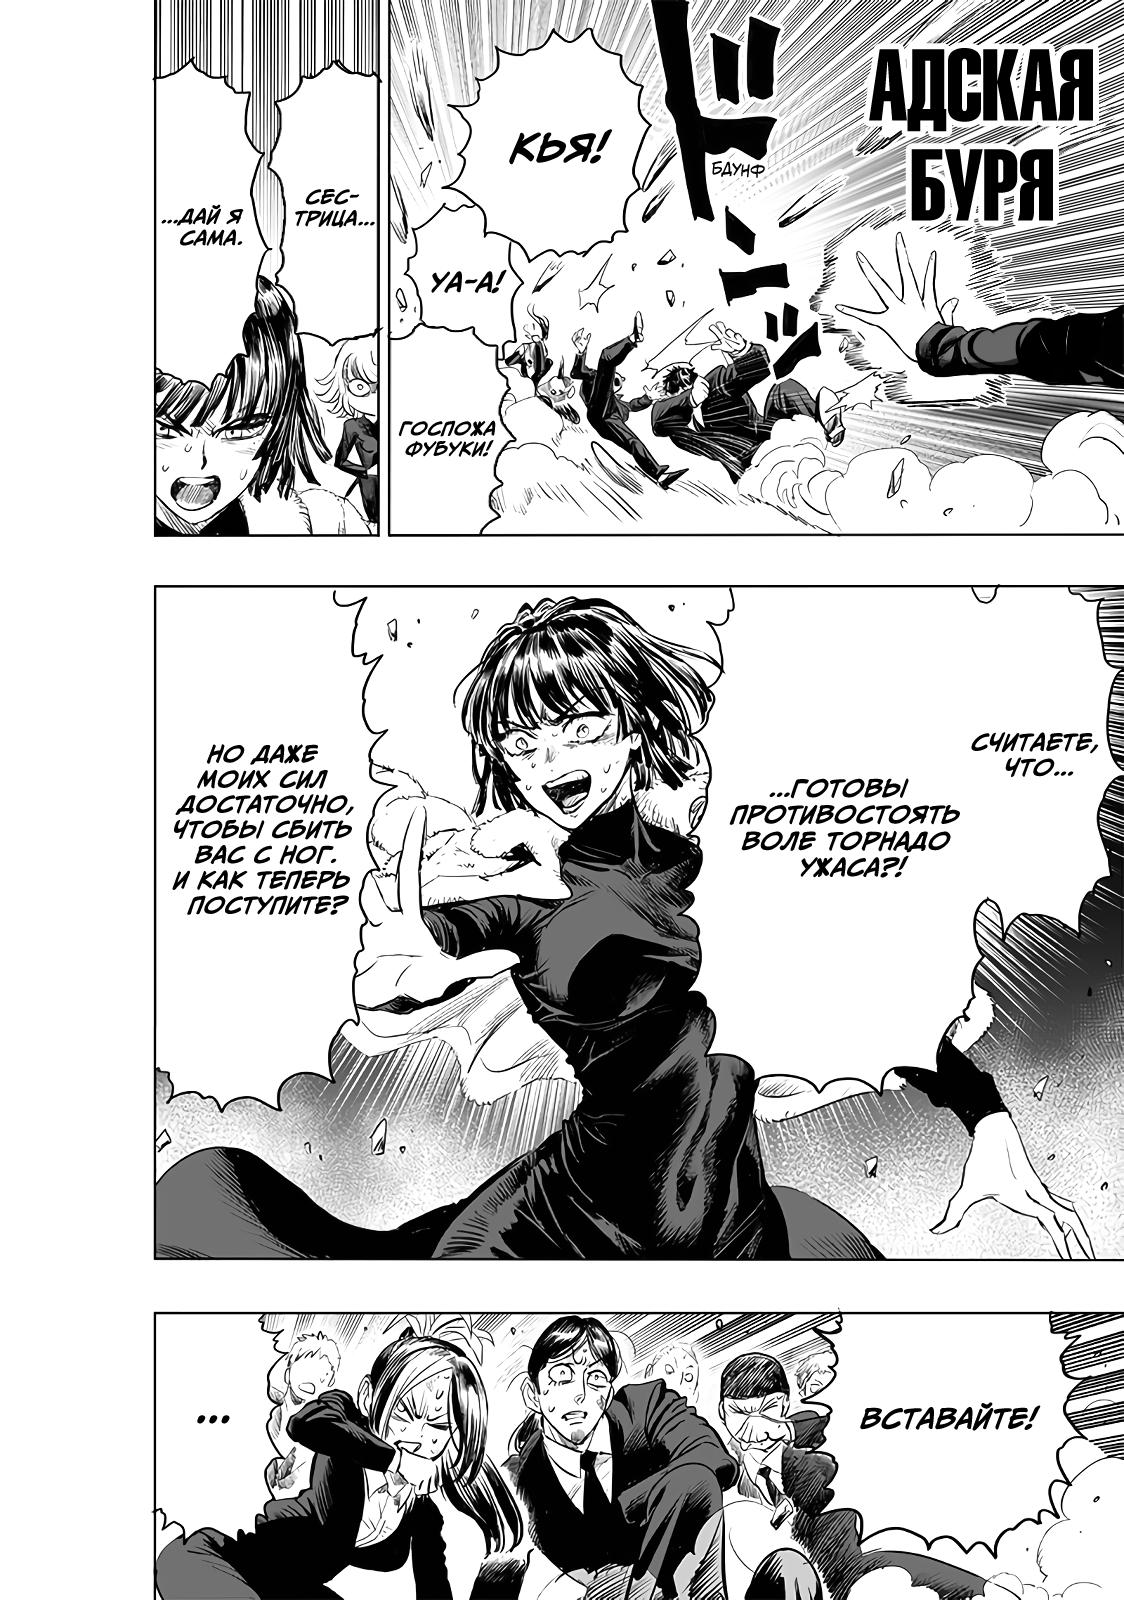 АДСКАЯ
БУРЯ
БДУНФ
КЬЯ!
УА-А!
ГОСПОЖА
ФУБУКИ!
СЕС-
ТРИЦА...
...ДАЙ Я
САМА.
СЧИТАЕТЕ,
ЧТО...
...ГОТОВЫ
ПРОТИВОСТОЯТЬ
ВОЛЕ ТОРНАДО
УЖАСА?!
НО ДАЖЕ
МОИХ СИЛ
ДОСТАТОЧНО,
ЧТОБЫ СБИТЬ
ВАС С НОГ.
И КАК ТЕПЕРЬ
ПОСТУПИТЕ?
ВСТАВАЙТЕ!
...